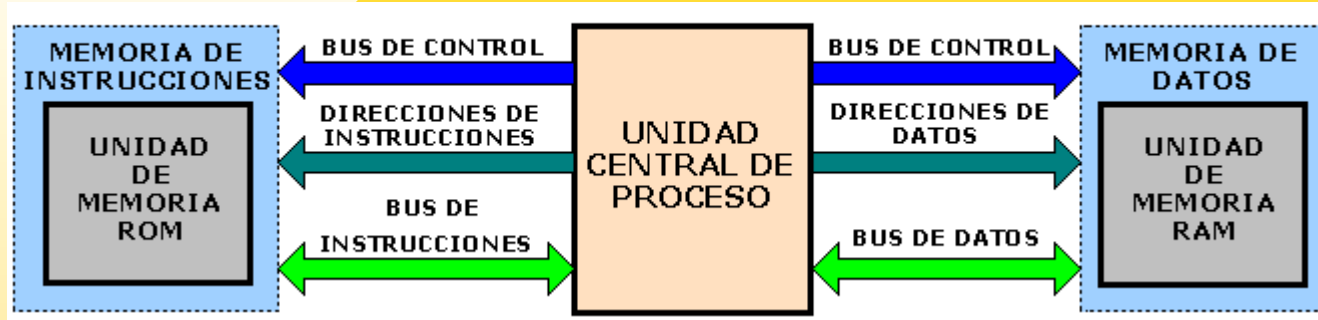 MEMORIA DE
INSTRUCCIONES
UNIDAD
DE
MEMORIA
ROM
BUS DE CONTROL
DIRECCIONES DE
INSTRUCCIONES
BUS DE
INSTRUCCIONES
UNIDAD
CENTRAL DE
PROCESO
BUS DE CONTROL
DIRECCIONES DE
DATOS
BUS DE DATOS
MEMORIA DE
DATOS
UNIDAD
DE
MEMORIA
RAM